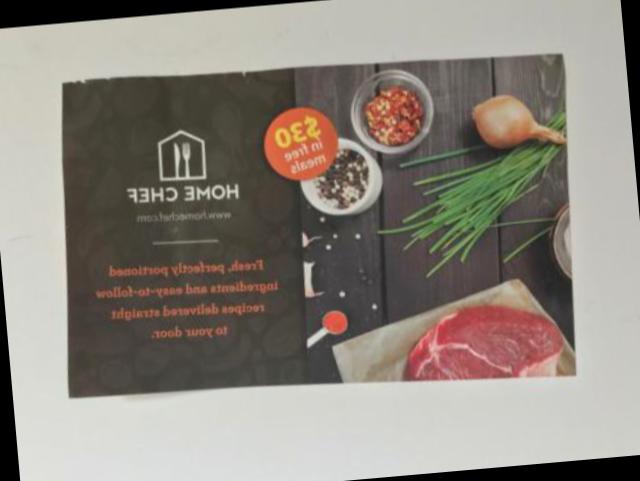 HOME CHEF
www.homechef.com
Fresh, perfectly portioned
ingredients and easy-to-follow
recipes delivered straight
to your door.
$30
in free
meals